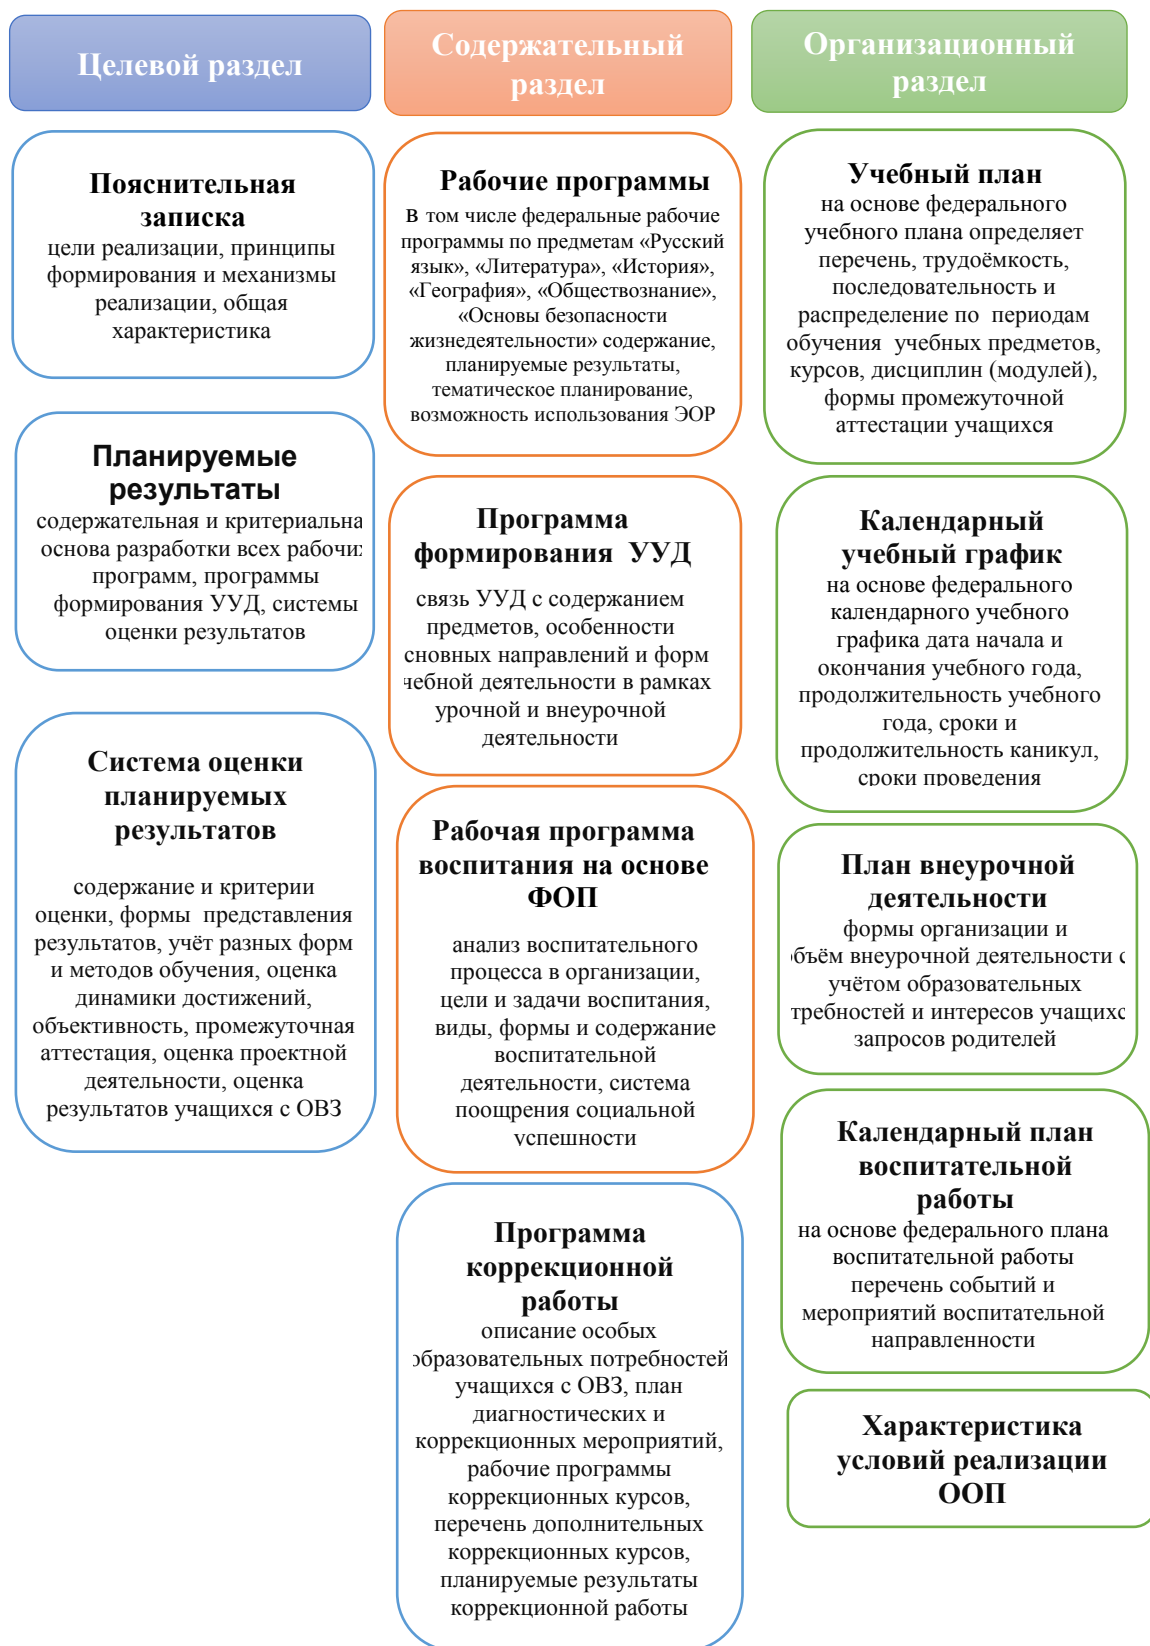 Целевой раздел
Пояснительная
записка
цели реализации, принципы
формирования и механизмы
реализации, общая
характеристика
Планируемые
результаты
содержательная и критериальна
основа разработки всех рабочи
программ, программы
формирования УУД, системы
оценки результатов
Система оценки
планируемых
результатов
содержание и критерии
оценки, формы представления
результатов, учёт разных форм
и методов обучения, оценка
динамики достижений,
объективность, промежуточная
аттестация, оценка проектной
деятельности, оценка
результатов учащихся с ОВЗ
Содержательный
раздел
Рабочие программы
в том числе федеральные рабочие
программы по предметам «Русский
язык», «Литература», «История»,
«География», «Обществознание»,
«Основы безопасности
жизнедеятельности» содержание,
планируемые результаты,
тематическое планирование,
возможность использования ЭОР
Программа
формирования УУД
связь УУД с содержанием
предметов, особенности
сновных направлений и форм
чебной деятельности в рамках
урочной и внеурочной
деятельности
Рабочая программа
воспитания на основе
ФОП
анализ воспитательного
процесса в организации,
цели и задачи воспитания,
виды, формы и содержание
воспитательной
деятельности, система
поощрения социальной
успешности
Программа
коррекционной
работы
описание особых
образовательных потребностей
учащихся с ОВЗ, план
диагностических и
коррекционных мероприятий,
рабочие программы
коррекционных курсов,
перечень дополнительных
коррекционных курсов,
планируемые результаты
коррекционной работы
Организационный
раздел
Учебный план
на основе федерального
учебного плана определяет
перечень, трудоёмкость,
последовательность и
распределение по периодам
обучения учебных предметов,
курсов, дисциплин (модулей),
формы промежуточной
аттестации учащихся
Календарный
учебный график
на основе федерального
календарного учебного
графика дата начала и
окончания учебного года,
продолжительность учебного
года, сроки и
продолжительность каникул,
сроки проведения
План внеурочной
деятельности
формы организации и
объём внеурочной деятельности с
учётом образовательных
требностей и интересов учащихс
запросов родителей
Календарный план
воспитательной
работы
на основе федерального плана
воспитательной работы
перечень событий и
мероприятий воспитательной
направленности
Характеристика
условий реализации
ООП